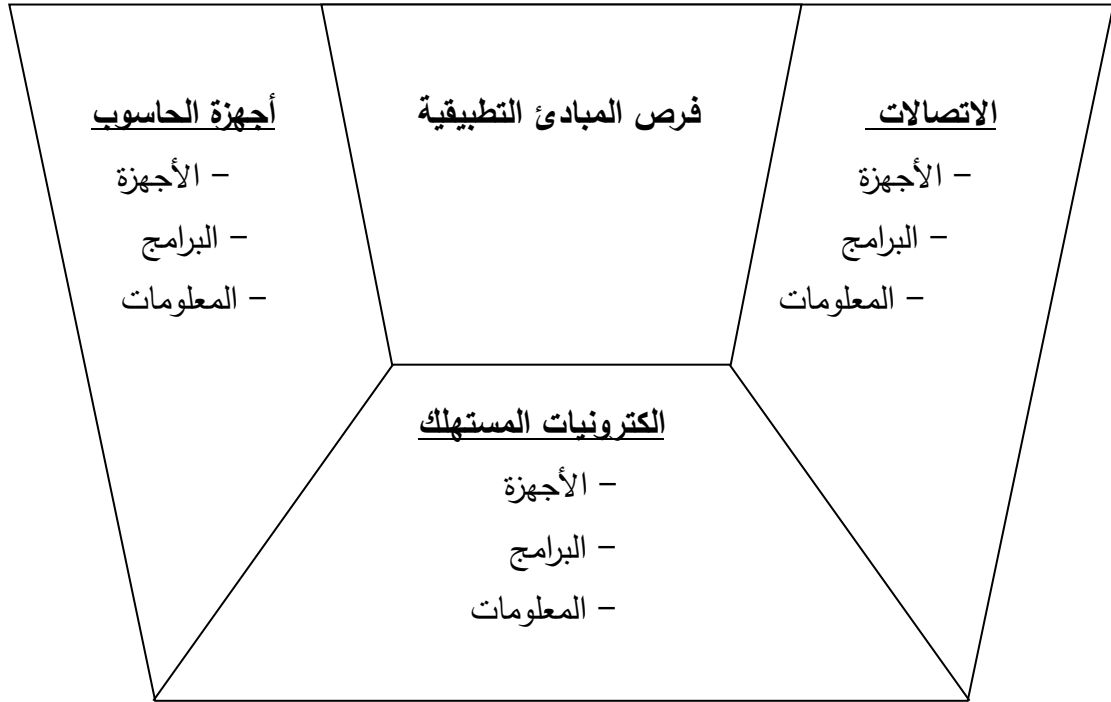 الاتصالات
– الأجهزة
– البرامج
– المعلومات
فرص المبادئ التطبيقية
أجهزة الحاسوب
– الأجهزة
– البرامج
– المعلومات
الكترونيات المستهلك
– الأجهزة
– البرامج
– المعلومات